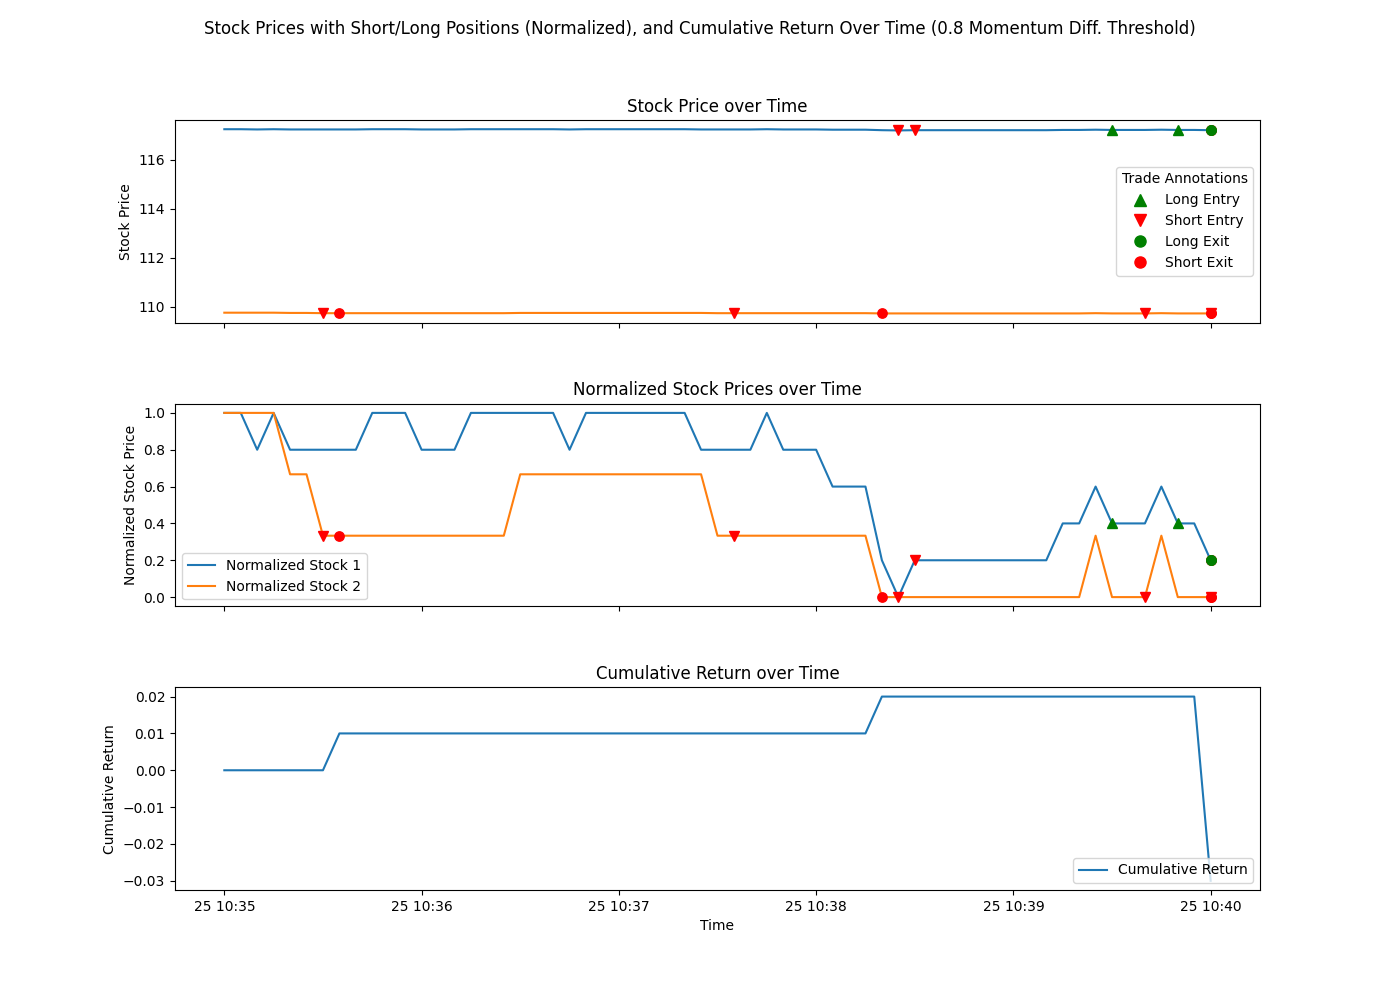 Stock Prices with Short/Long Positions (Normalized), and Cumulative Return Over Time (0.8 Momentum Diff. Threshold)
Stock Price over Time
Stock Price
116
114
112
110
Trade Annotations
Long Entry
Short Entry
Long Exit
Short Exit
Normalized Stock Prices over Time
Normalized Stock Price
1.0
0.8
0.6
0.4
0.2
0.0
Normalized Stock 1
Normalized Stock 2
Cumulative Return over Time
Cumulative Return
0.02
0.01
0.00
−0.01
−0.02
−0.03
Cumulative Return
25 10:35 25 10:36 25 10:37 25 10:38 25 10:39 25 10:40
Time